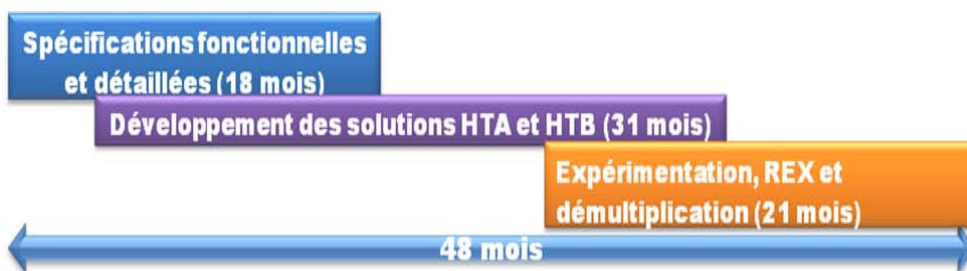 Spécifications fonctionnelles
et détaillées (18 mois)
Développement des solutions HTA et HTB (31 mois)
Expérimentation, REX et
démultiplication (21 mois)
48 mois